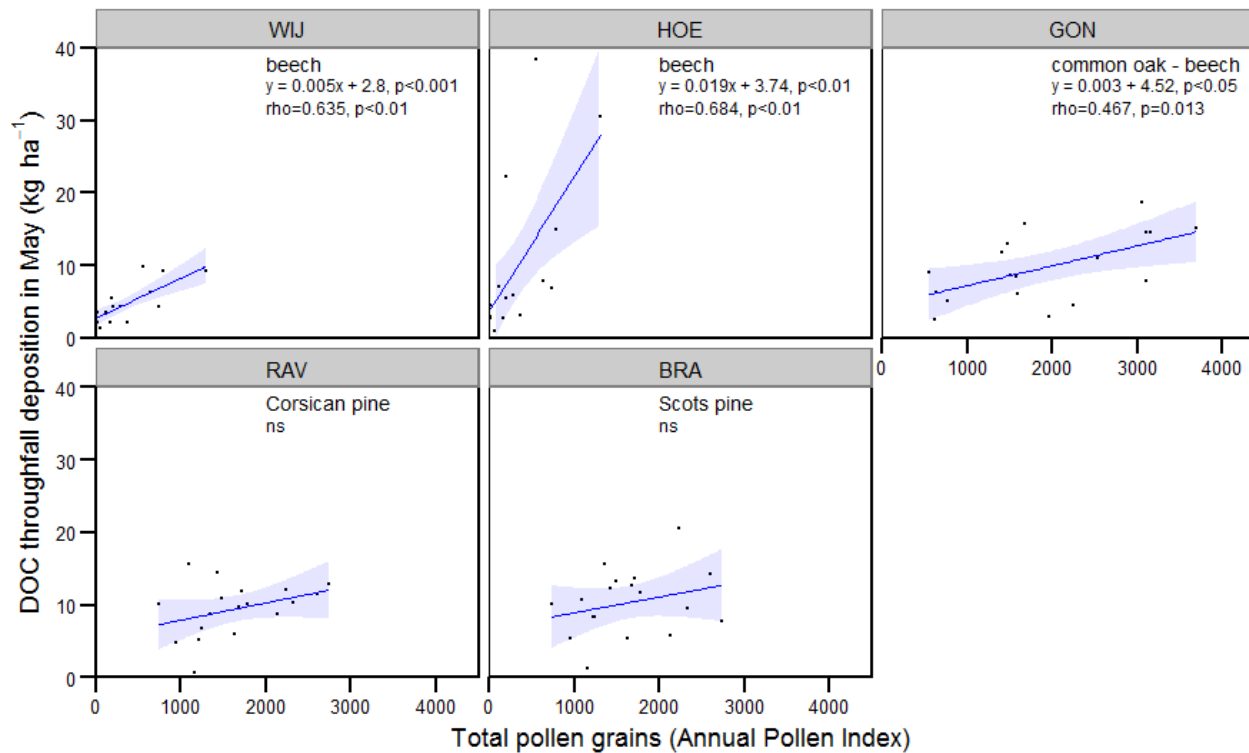 WIJ
HOE
GON
beech
y = 0.005x + 2.8, p<0.001
rho=0.635, p<0.01
beech
y = 0.019x + 3.74, p<0.01
rho=0.684, p<0.01
common oak - beech
y = 0.003 + 4.52, p<0.05
rho=0.467, p=0.013
40
30
20
10
0
0 1000 2000 3000 4000
RAV
BRA
Corsican pine
ns
Scots pine
ns
40
30
20
10
0
0 1000 2000 3000 4000
0 1000 2000 3000 4000
DOC throughfall deposition in May (kg ha⁻¹)
Total pollen grains (Annual Pollen Index)